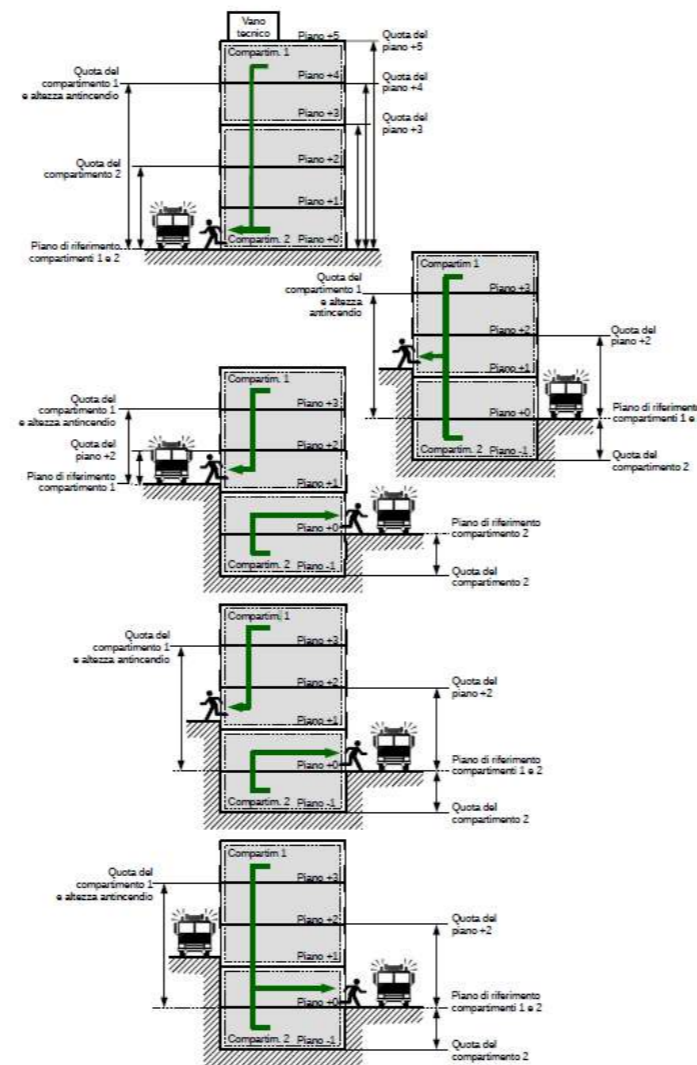 Vano
tecnico
Piano +5
Quota del
piano +5
Compartim. 1
Quota del
compartimento 1
e altezza antincendio
Piano +4
Quota del
piano +4
Piano +3
Quota del
piano +3
Piano +2
Quota del
compartimento 2
Piano +1
Piano di riferimento
compartimenti 1 e 2
Compartim. 2 Piano +0
Compartim 1
Quota del
compartimento 1
e altezza
antincendio
Piano +3
Piano +2
Quota del
piano +2
Piano +1
Piano +0
Piano di riferimento
compartimenti 1 e
Compartim. 2 Piano -1
Quota del
compartimento 2
Compartim. 1
Quota del
compartimento 1
e altezza antincendio
Piano +3
Quota del
piano +2
Piano +2
Piano di riferimento
compartimento 1
Piano +1
Piano +0
Piano di riferimento
compartimento 2
Compartim. 2 Piano -1
Quota del
compartimento 2
Compartim. 1
Quota del
compartimento 1
e altezza antincendio
Piano +3
Piano +2
Quota del
piano +2
Piano +1
Piano +0
Piano di riferimento
compartimenti 1 e 2
Compartim. 2 Piano -1
Quota del
compartimento 2
Compartim 1
Quota del
compartimento 1
e altezza antincendio
Piano +3
Piano +2
Quota del
piano +2
Piano +1
Piano +0
Piano di riferimento
compartimenti 1 e 2
Compartim. 2 Piano -1
Quota del
compartimento 2